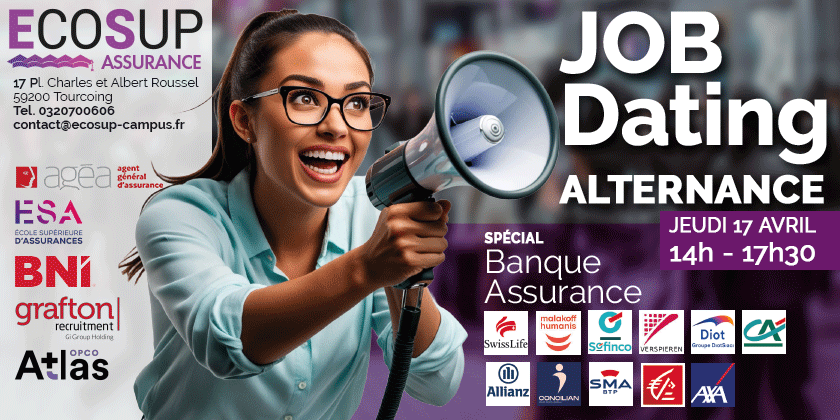 ECOSUP
ASSURANCE
17 Pl. Charles et Albert Roussel
59200 Tourcoing
Tel. 0320700606
contact@ecosup-campus.fr
agéa agent
général
d'assurance
ESA
ÉCOLE SUPÉRIEURE
D'ASSURANCES
BNI
grafton
recruitment
Gi Group Holding
OPCO
Atlas
JOB
Dating
ALTERNANCE
JEUDI 17 AVRIL
14h - 17h30
SPÉCIAL
Banque
Assurance
SwissLife
malakoff
humanis
Sofinco
VERSPIEREN
Diot
Groupe DiotSiaci
CA
Allianz
CONCILIAN
SMA
BTP
AXA